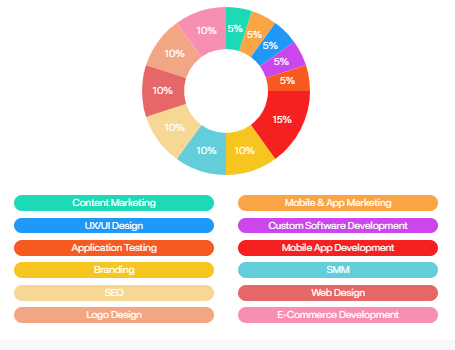 5%
5%
5%
5%
5%
15%
10%
10%
10%
10%
10%
10%
Content Marketing
Mobile & App Marketing
UX/UI Design
Custom Software Development
Application Testing
Mobile App Development
Branding
SMM
SEO
Web Design
Logo Design
E-Commerce Development